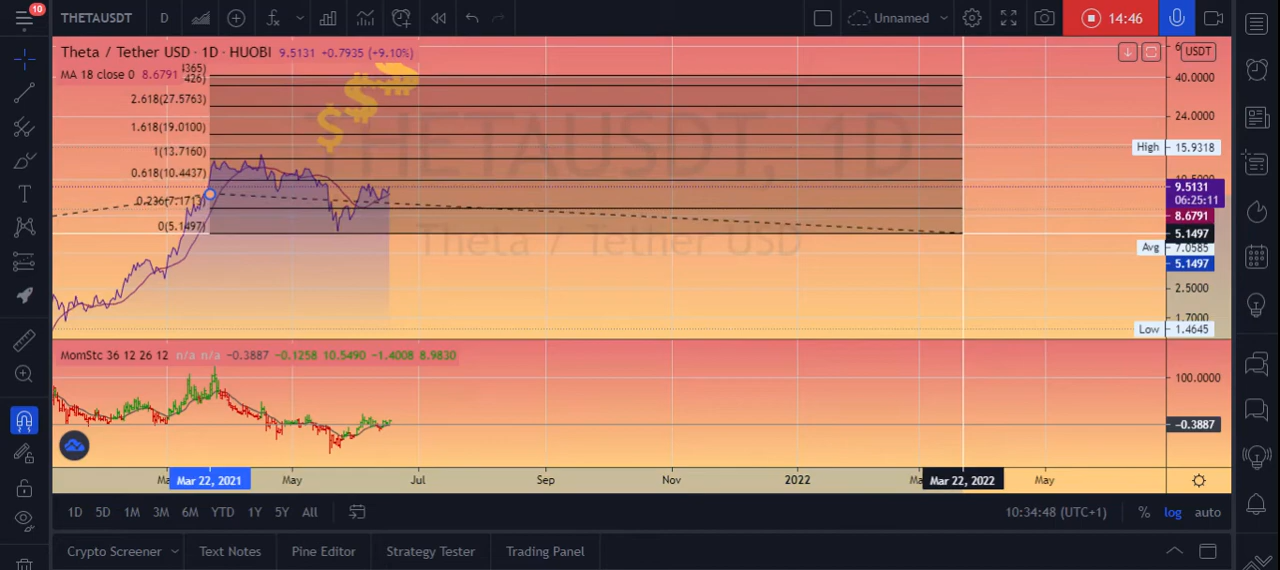 10
THETAUSDT D Unnamed 14:46
Theta / Tether USD · 1D · HUOBI 9.5131 +0.7935 (+9.10%)
MA 18 close 0 8.6791
365)
426)
2.618(27.5763)
1.618(19.0100)
1(13.7160)
0.618(10.4437)
0.236(7.1713)
0(5.1497)
THETAUSDT, 1D
Theta / Tether USD
USDT
40.0000
24.0000
High 15.9318
9.5131
06:25:11
8.6791
5.1497
Avg 7.0585
5.1497
2.5000
1.7000
Low 1.4645
MomStc 36 12 26 12 n/a n/a −0.3887 −0.1258 10.5490 −1.4008 8.9830
100.0000
−0.3887
Mar 22, 2021 May Jul Sep Nov 2022 Mar 22, 2022 May
1D 5D 1M 3M 6M YTD 1Y 5Y All 10:34:48 (UTC+1) % log auto
Crypto Screener Text Notes Pine Editor Strategy Tester Trading Panel